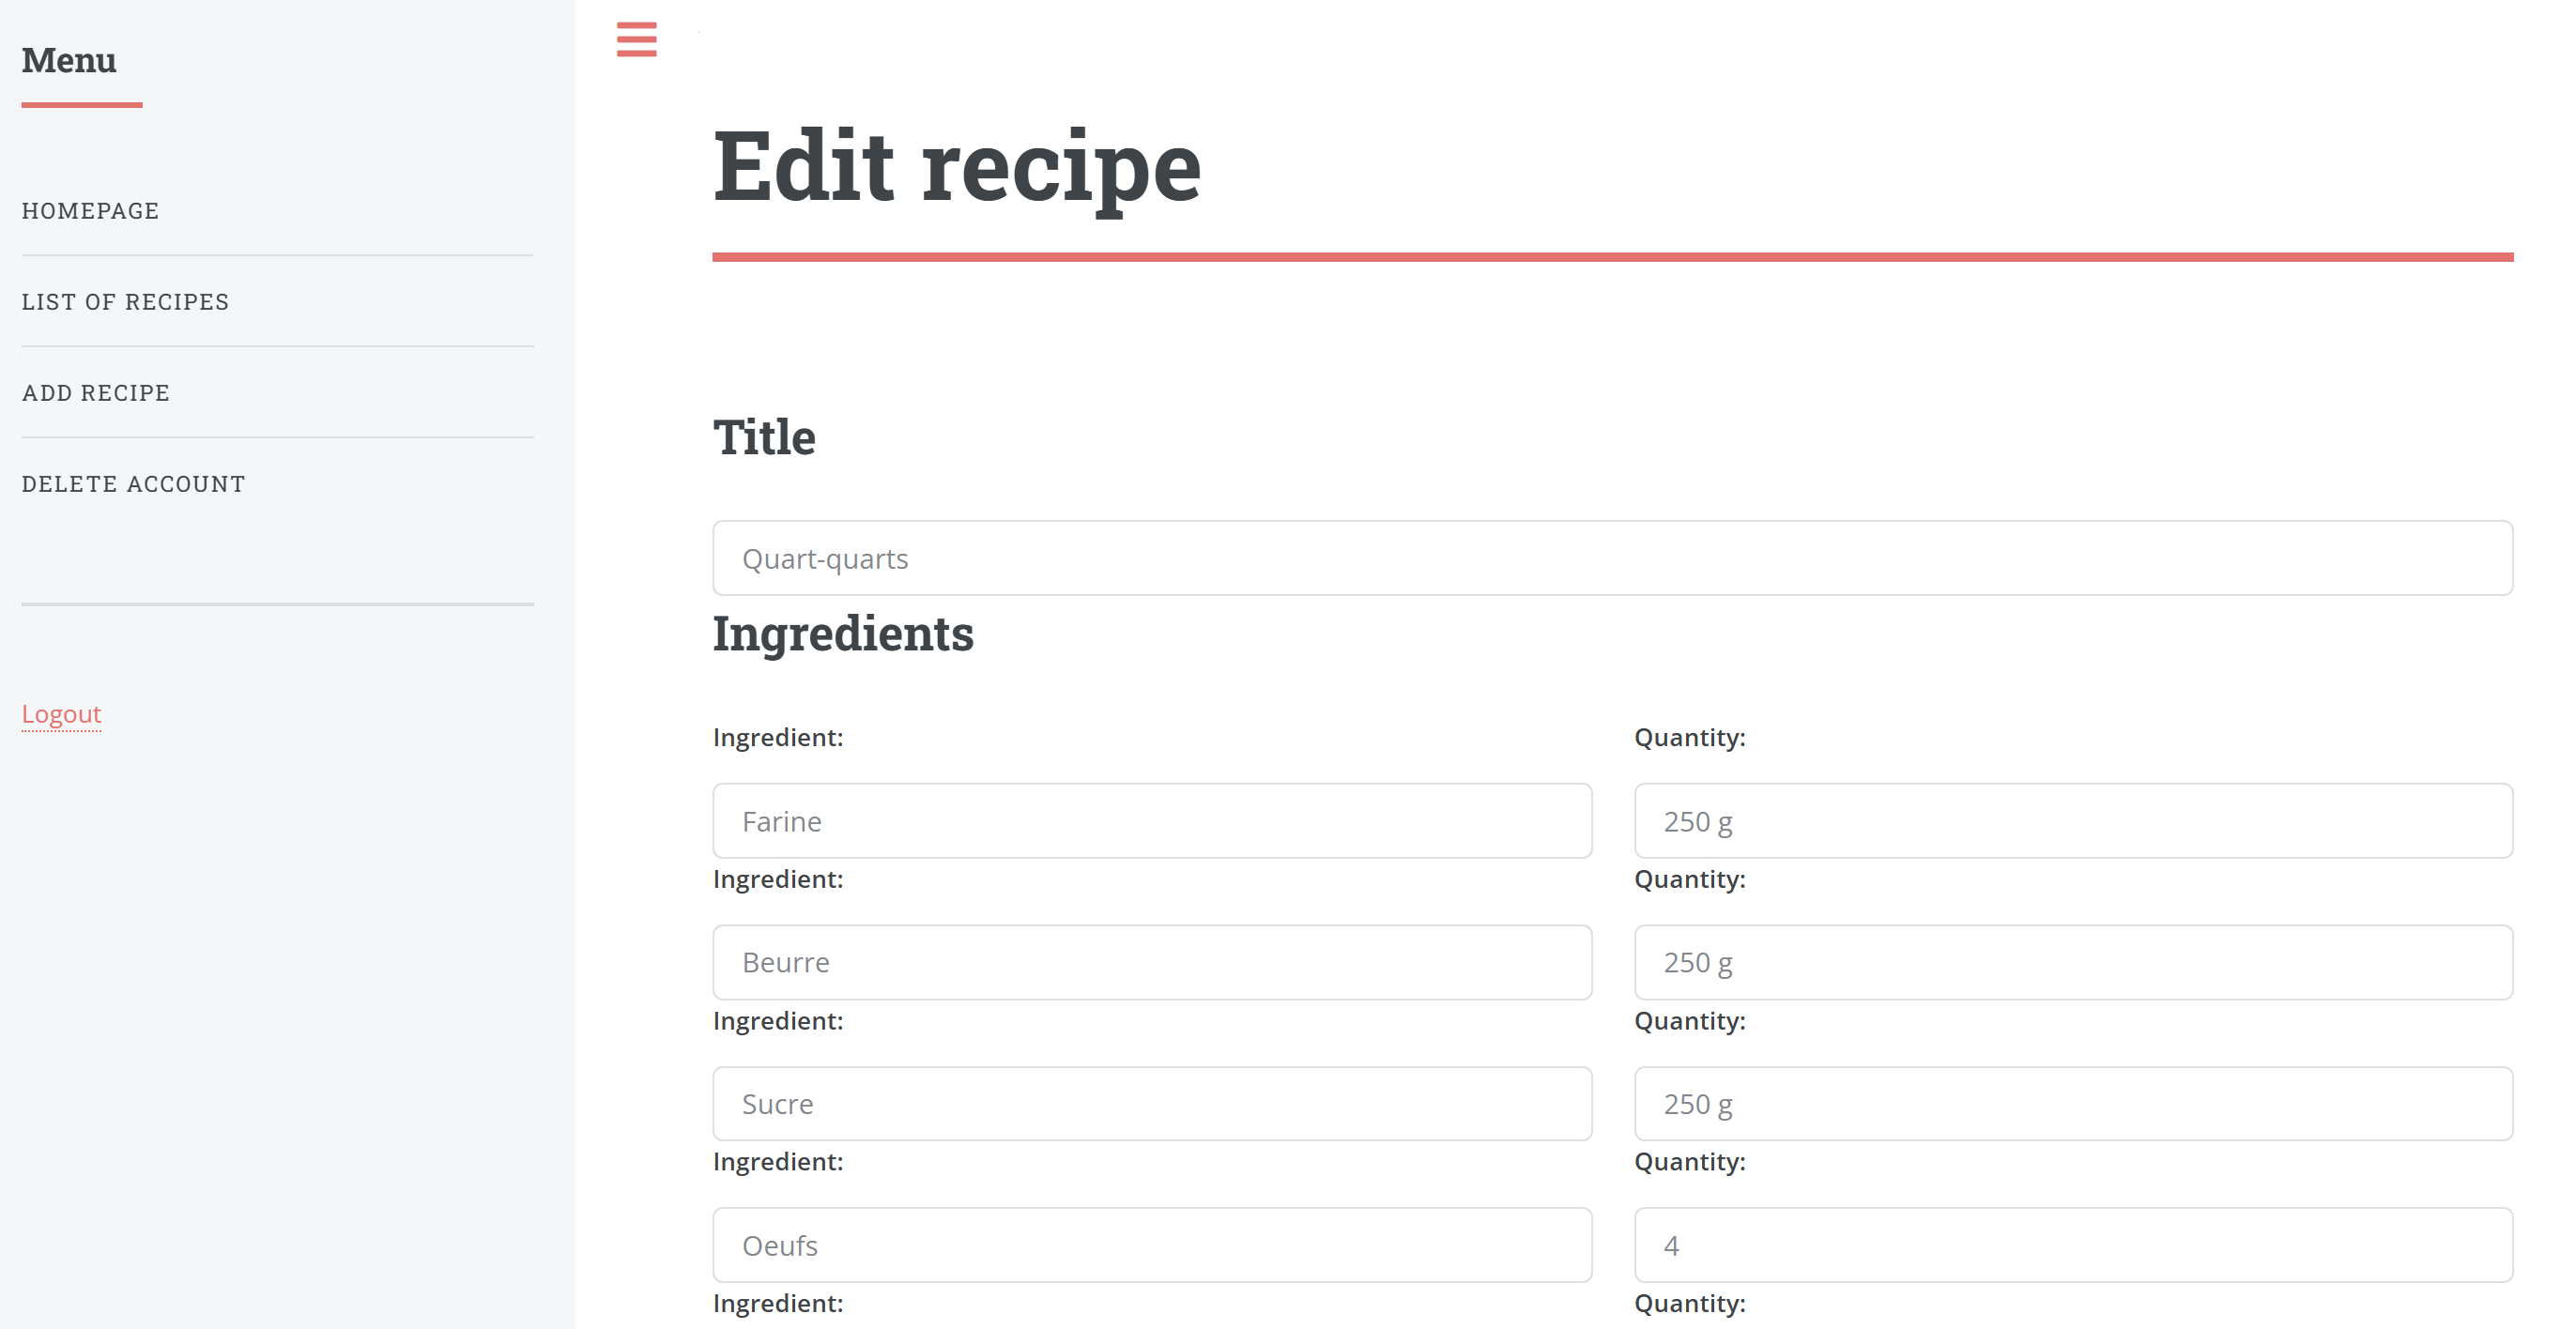 Menu
HOMEPAGE
LIST OF RECIPES
ADD RECIPE
DELETE ACCOUNT
Logout
Edit recipe
Title
Quart-quarts
Ingredients
Ingredient: Quantity:
Farine 250 g
Ingredient: Quantity:
Beurre 250 g
Ingredient: Quantity:
Sucre 250 g
Ingredient: Quantity:
Oeufs 4
Ingredient: Quantity: